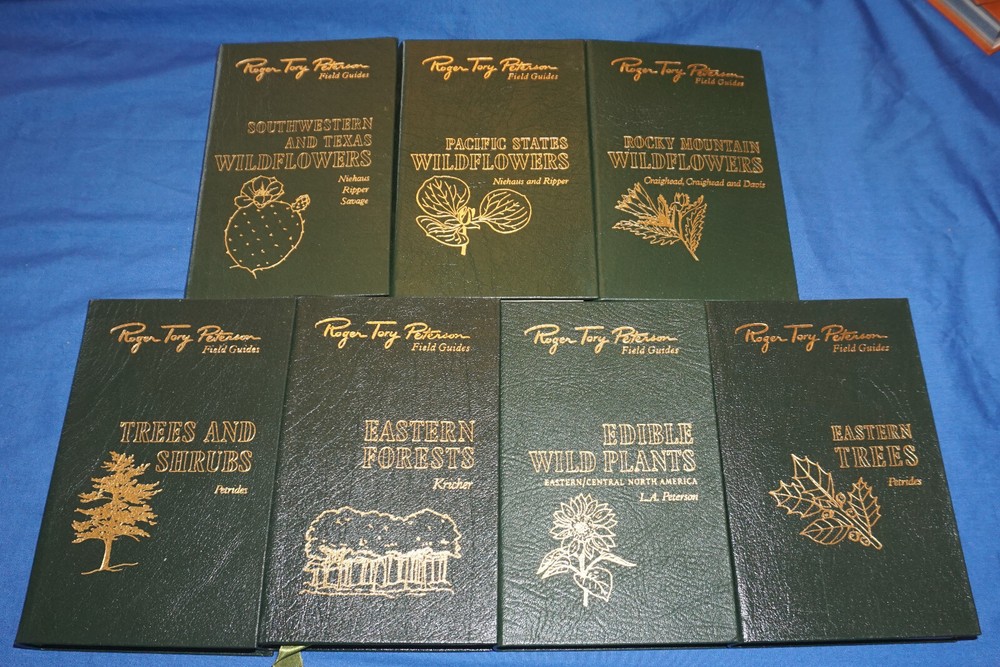 Roger Tory Peterson
Field Guides
SOUTHWESTERN
AND TEXAS
WILDFLOWERS
Niehaus
Ripper
Savage
Roger Tory Peterson
Field Guides
PACIFIC STATES
WILDFLOWERS
Niehaus and Ripper
Roger Tory Peterson
Field Guides
ROCKY MOUNTAIN
WILDFLOWERS
Craighead, Craighead and Davis
Roger Tory Peterson
Field Guides
TREES AND
SHRUBS
Petrides
Roger Tory Peterson
Field Guides
EASTERN
FORESTS
Kricher
Roger Tory Peterson
Field Guides
EDIBLE
WILD PLANTS
EASTERN/CENTRAL NORTH AMERICA
L.A. Peterson
Roger Tory Peterson
Field Guides
EASTERN
TREES
Petrides